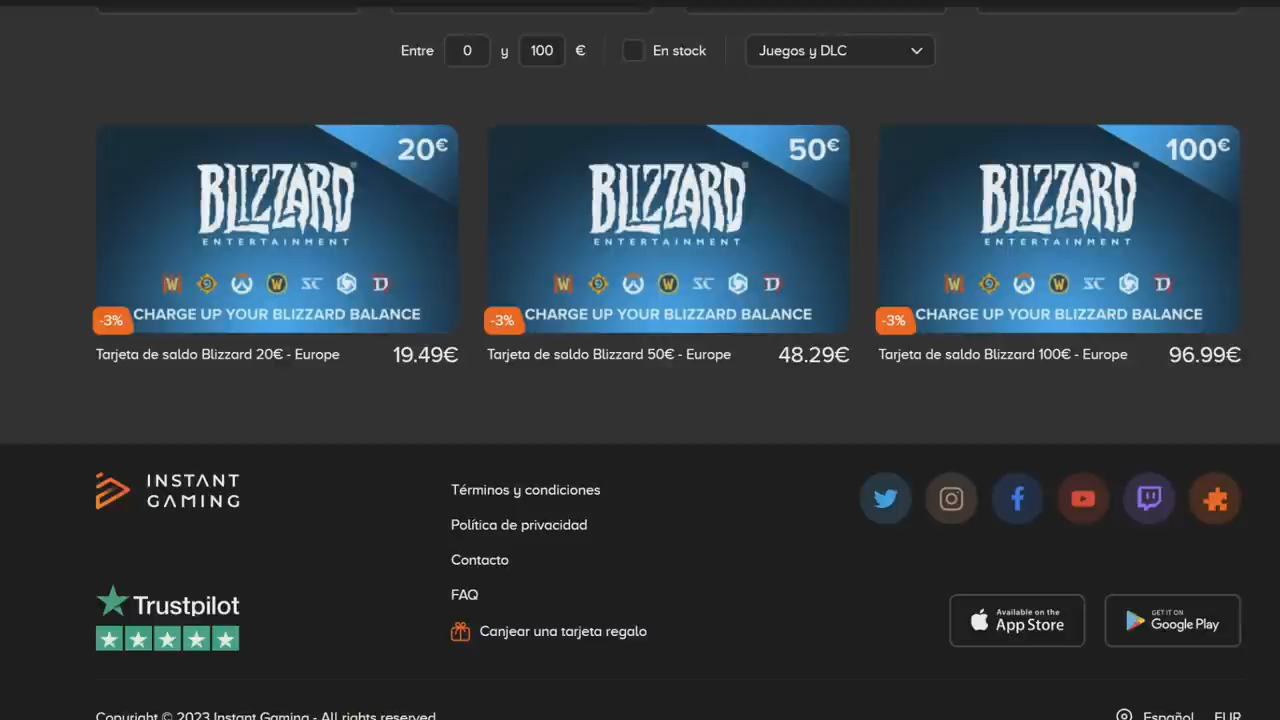 Entre 0 y 100 € En stock Juegos y DLC
20€
BLIZZARD
ENTERTAINMENT
CHARGE UP YOUR BLIZZARD BALANCE
-3%
Tarjeta de saldo Blizzard 20€ - Europe 19.49€
50€
BLIZZARD
ENTERTAINMENT
CHARGE UP YOUR BLIZZARD BALANCE
-3%
Tarjeta de saldo Blizzard 50€ - Europe 48.29€
100€
BLIZZARD
ENTERTAINMENT
CHARGE UP YOUR BLIZZARD BALANCE
-3%
Tarjeta de saldo Blizzard 100€ - Europe 96.99€
INSTANT
GAMING
Trustpilot
Términos y condiciones
Política de privacidad
Contacto
FAQ
Canjear una tarjeta regalo
Available on the
App Store
GET IT ON
Google Play
Copyright © 2023 Instant Gaming - All rights reserved
Español EUR